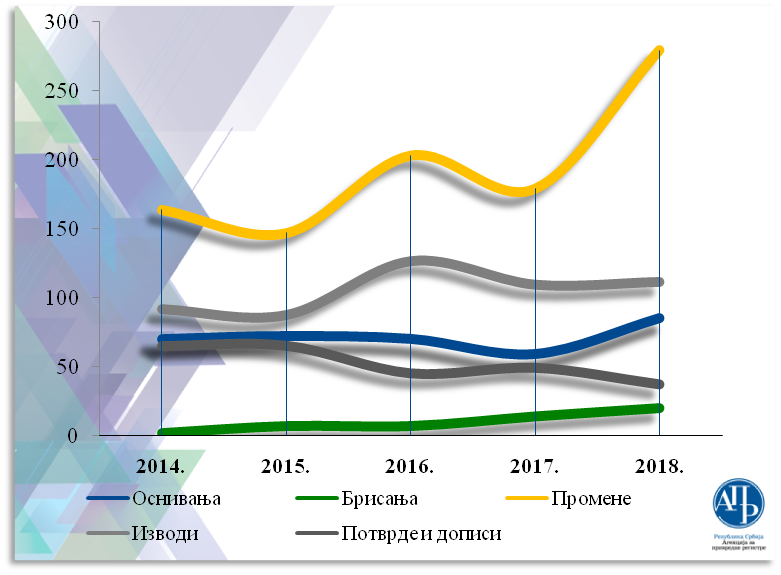 300
250
200
150
100
50
0
2014. 2015. 2016. 2017. 2018.
Оснивања Брисања Промене
Изводи Потврде и дописи
АПР
Република Србија
Агенција за
привредне регистре